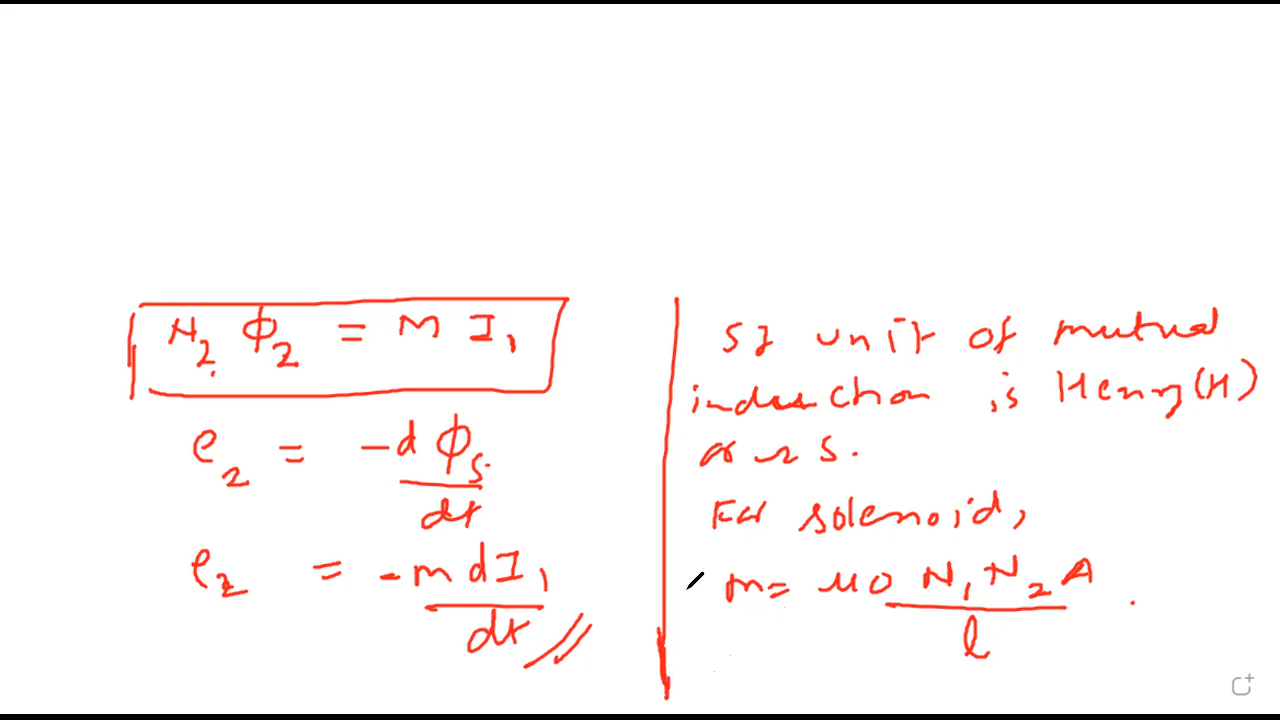 N₂ Φ₂ = M I₁
e₂ = -dΦₛ/dt
e₂ = -m dI₁/dt
SI unit of mutual
induction is Henry (H)
or Ω s.
For solenoid,
m = μ0 N₁ N₂ A / l